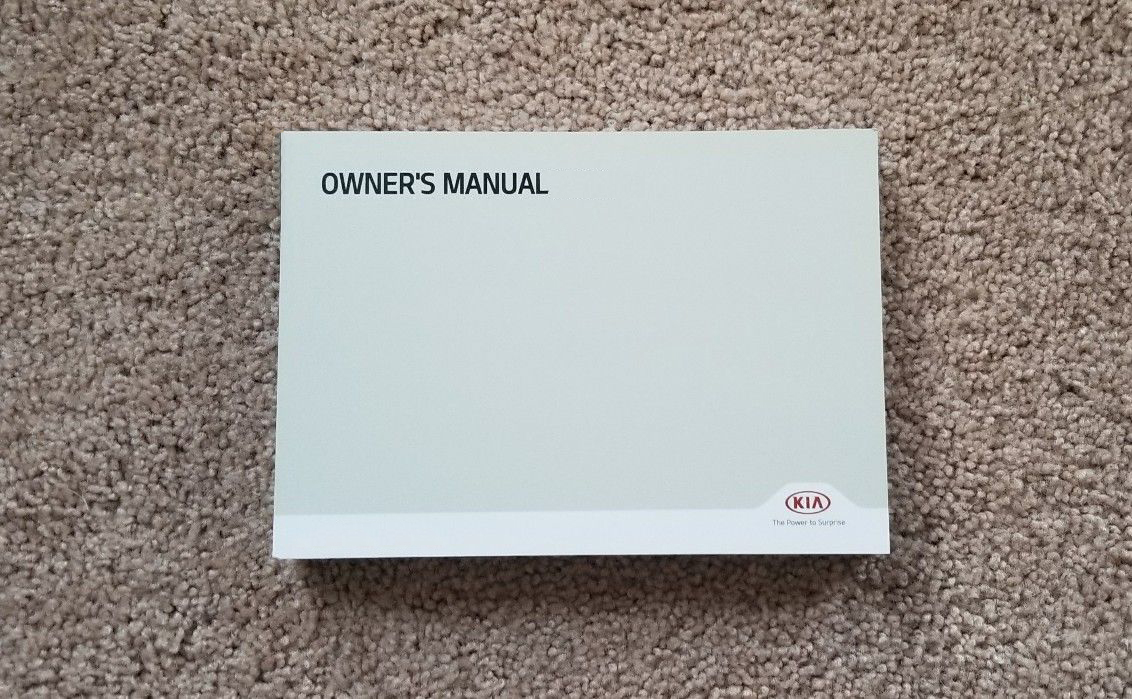 OWNER'S MANUAL
KIA
The Power to Surprise